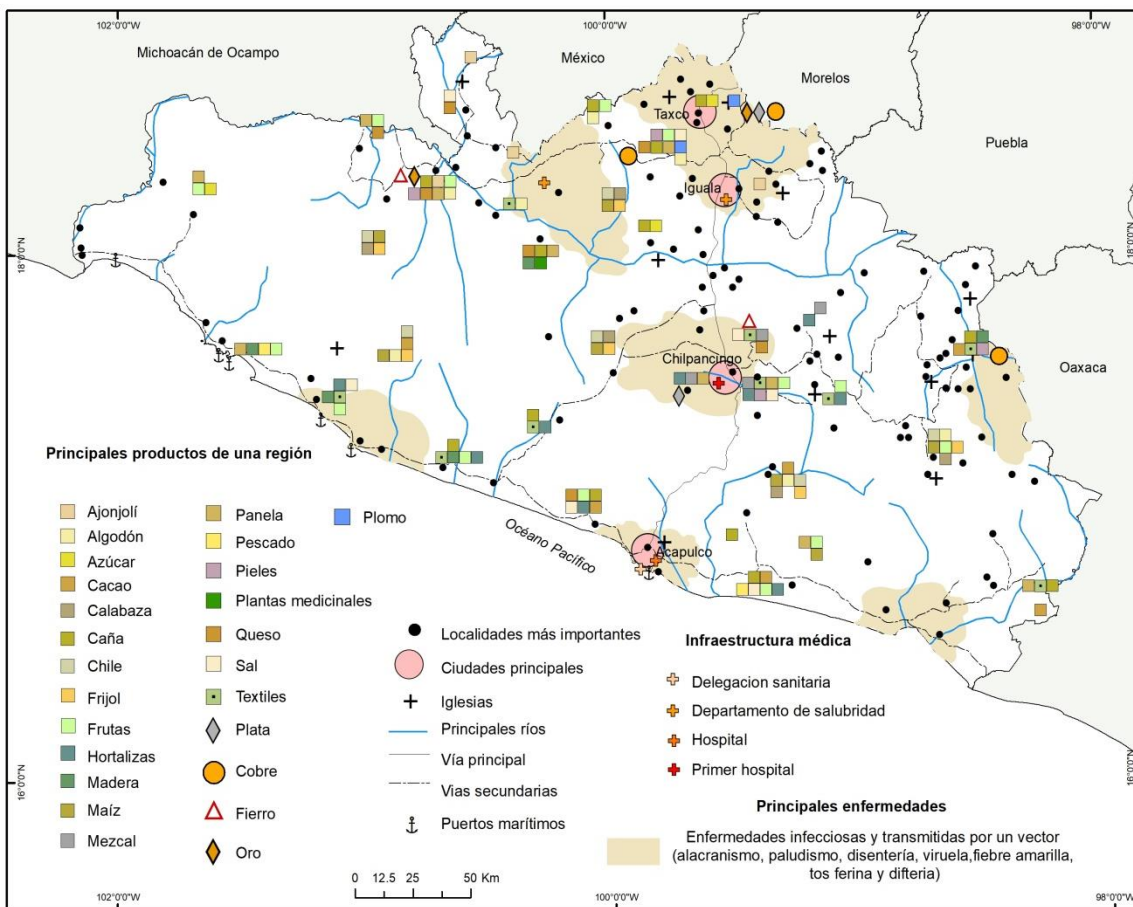 102°0'0"W
100°0'0"W
98°0'0"W
Michoacán de Ocampo
México
Morelos
Puebla
Oaxaca
Taxco
Iguala
Chilpancingo
Acapulco
Océano Pacífico
18°0'0"N
18°0'0"N
16°0'0"N
16°0'0"N
Principales productos de una región
Ajonjolí
Algodón
Azúcar
Cacao
Calabaza
Caña
Chile
Frijol
Frutas
Hortalizas
Madera
Maíz
Mezcal
Panela
Pescado
Pieles
Plantas medicinales
Queso
Sal
Textiles
Plata
Cobre
Fierro
Oro
Plomo
Localidades más importantes
Ciudades principales
Iglesias
Principales ríos
Vía principal
Vias secundarias
Puertos marítimos
0 12.5 25 50 Km
Infraestructura médica
Delegacion sanitaria
Departamento de salubridad
Hospital
Primer hospital
Principales enfermedades
Enfermedades infecciosas y transmitidas por un vector
(alacranismo, paludismo, disentería, viruela,fiebre amarilla,
tos ferina y difteria)
102°0'0"W
100°0'0"W
98°0'0"W